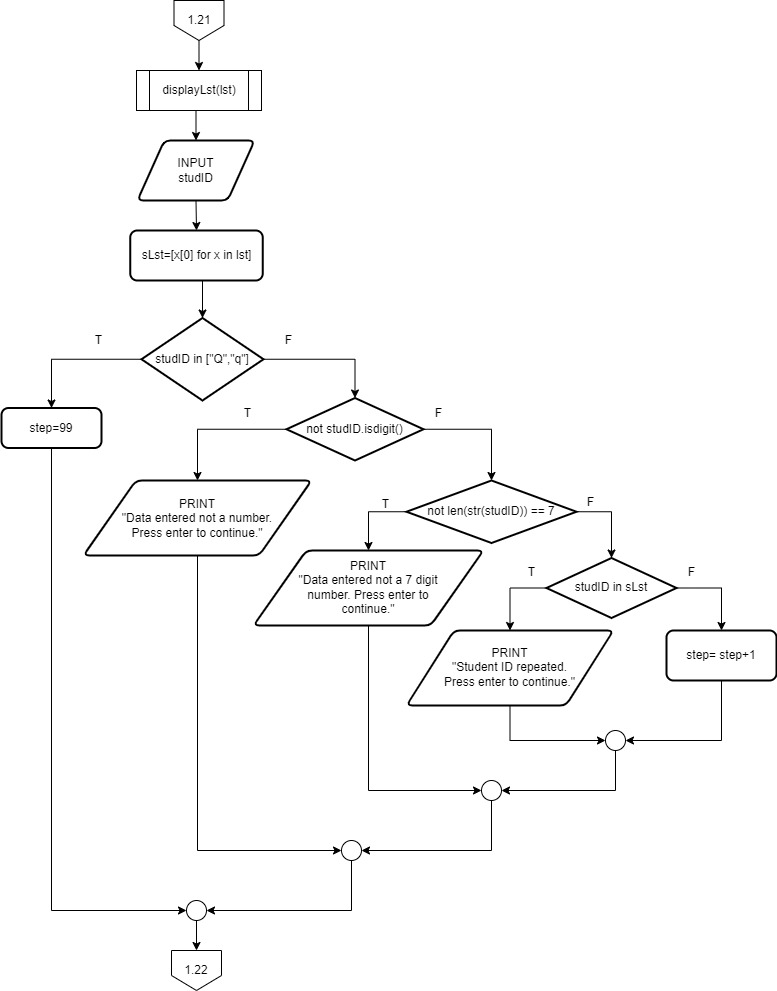 1.21
displayLst(lst)
INPUT
studID
sLst=[x[0] for x in lst]
T
F
studID in ["Q","q"]
step=99
T
F
not studID.isdigit()
PRINT
"Data entered not a number.
Press enter to continue."
T
F
not len(str(studID)) == 7
PRINT
"Data entered not a 7 digit
number. Press enter to
continue."
T
F
studID in sLst
PRINT
"Student ID repeated.
Press enter to continue."
step= step+1
1.22